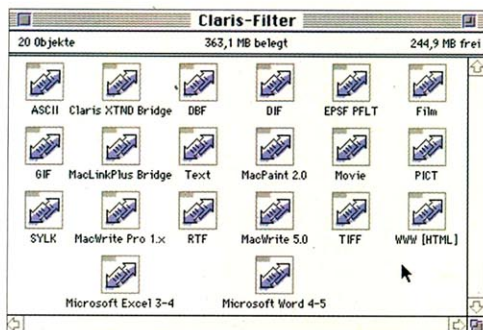 Claris-Filter
20 Objekte 363,1 MB belegt 244,9 MB frei
ASCII Claris XTND Bridge DBF DIF EPSF PFLT Film
GIF MacLinkPlus Bridge Text MacPaint 2.0 Movie PICT
SYLK MacWrite Pro 1.x RTF MacWrite 5.0 TIFF WWW [HTML]
Microsoft Excel 3-4 Microsoft Word 4-5